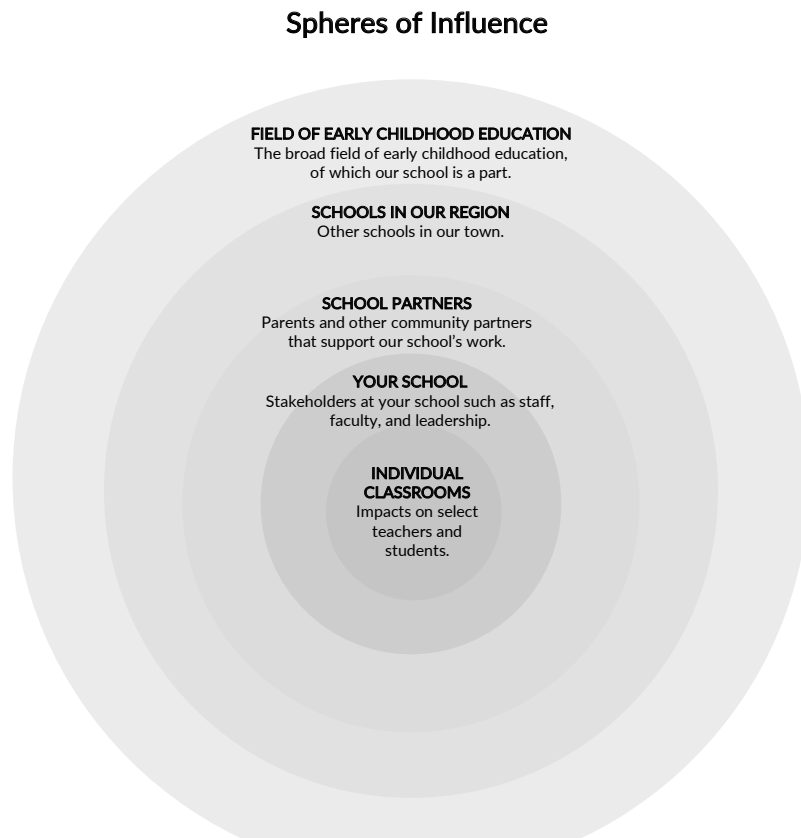 Spheres of Influence
FIELD OF EARLY CHILDHOOD EDUCATION
The broad field of early childhood education,
of which our school is a part.
SCHOOLS IN OUR REGION
Other schools in our town.
SCHOOL PARTNERS
Parents and other community partners
that support our school's work.
YOUR SCHOOL
Stakeholders at your school such as staff,
faculty, and leadership.
INDIVIDUAL
CLASSROOMS
Impacts on select
teachers and
students.